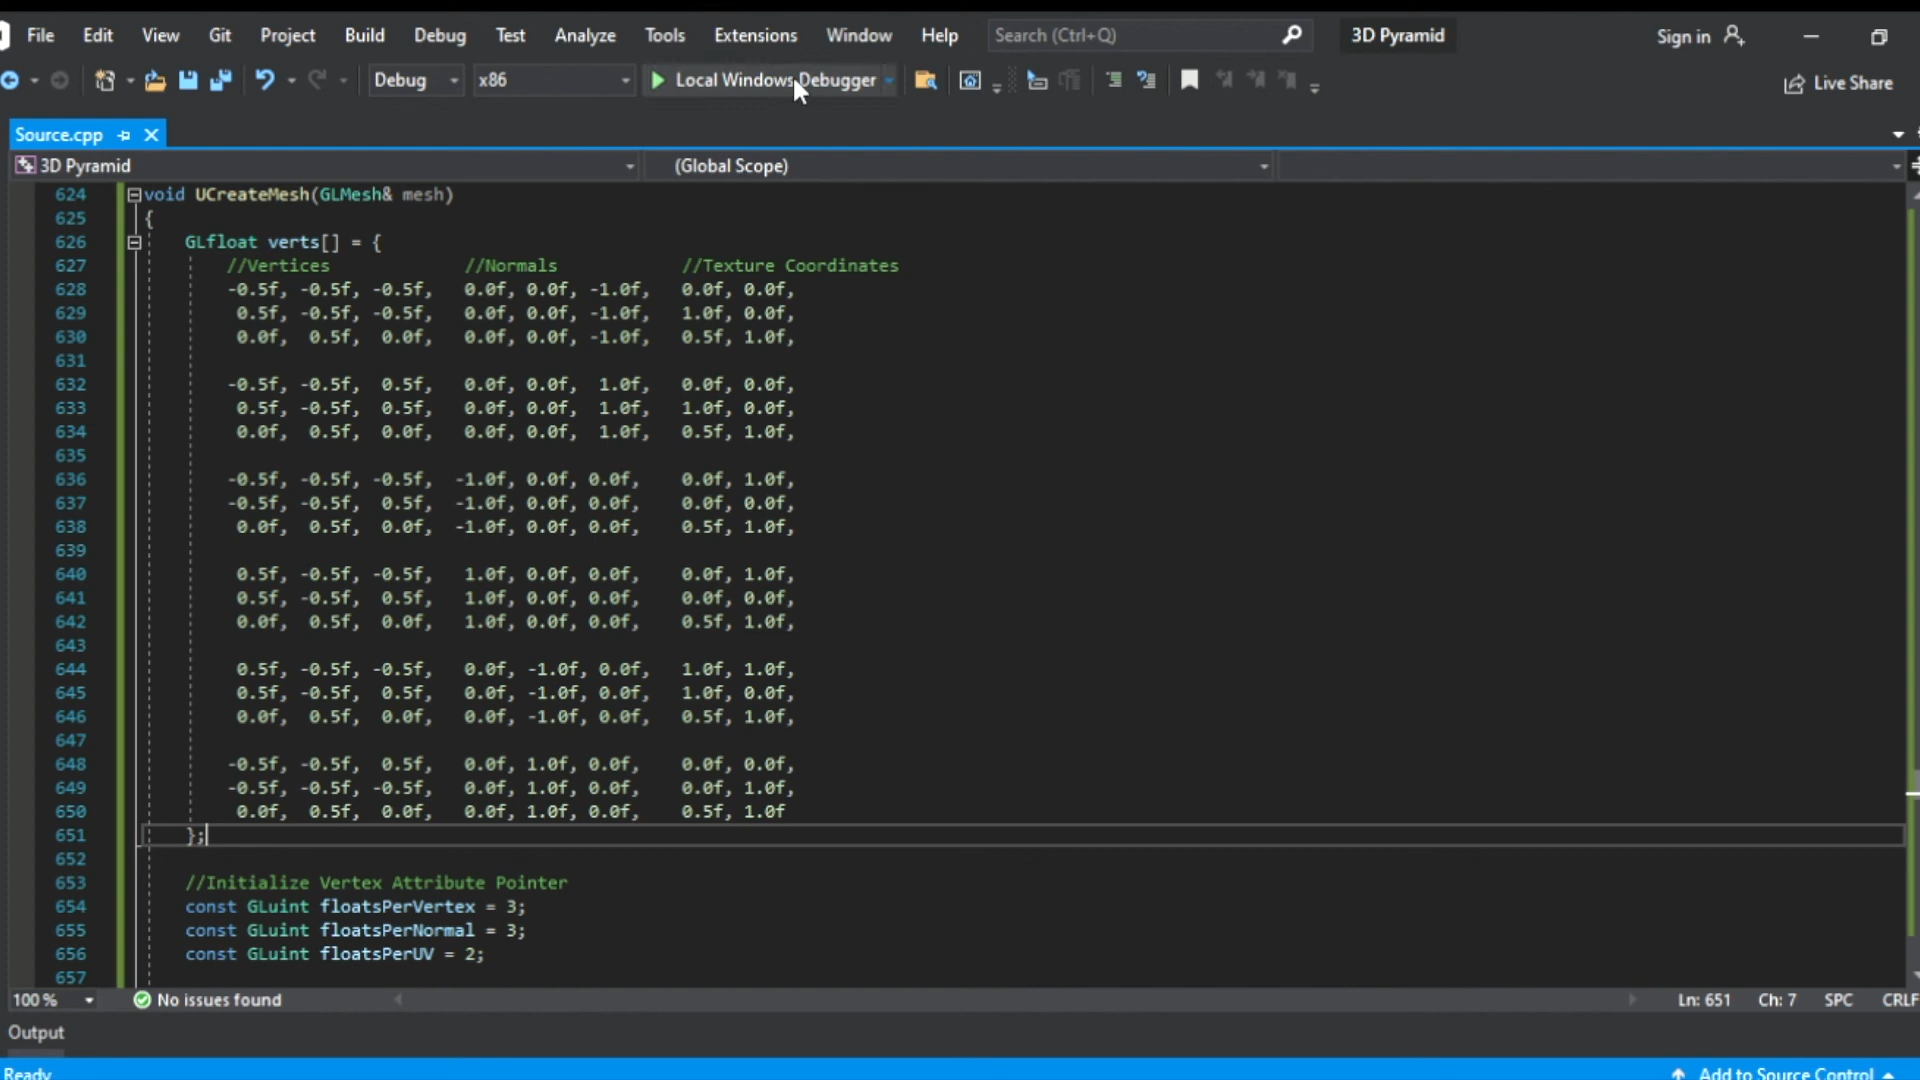 File Edit View Git Project Build Debug Test Analyze Tools Extensions Window Help Search (Ctrl+Q) 3D Pyramid Sign in
Debug x86 Local Windows Debugger Live Share
Source.cpp
3D Pyramid (Global Scope)
624 void UCreateMesh(GLMesh& mesh)
625 {
626 GLfloat verts[] = {
627 //Vertices //Normals //Texture Coordinates
628 -0.5f, -0.5f, -0.5f, 0.0f, 0.0f, -1.0f, 0.0f, 0.0f,
629 0.5f, -0.5f, -0.5f, 0.0f, 0.0f, -1.0f, 1.0f, 0.0f,
630 0.0f, 0.5f, 0.0f, 0.0f, 0.0f, -1.0f, 0.5f, 1.0f,
631
632 -0.5f, -0.5f, 0.5f, 0.0f, 0.0f, 1.0f, 0.0f, 0.0f,
633 0.5f, -0.5f, 0.5f, 0.0f, 0.0f, 1.0f, 1.0f, 0.0f,
634 0.0f, 0.5f, 0.0f, 0.0f, 0.0f, 1.0f, 0.5f, 1.0f,
635
636 -0.5f, -0.5f, -0.5f, -1.0f, 0.0f, 0.0f, 0.0f, 1.0f,
637 -0.5f, -0.5f, 0.5f, -1.0f, 0.0f, 0.0f, 0.0f, 0.0f,
638 0.0f, 0.5f, 0.0f, -1.0f, 0.0f, 0.0f, 0.5f, 1.0f,
639
640 0.5f, -0.5f, -0.5f, 1.0f, 0.0f, 0.0f, 0.0f, 1.0f,
641 0.5f, -0.5f, 0.5f, 1.0f, 0.0f, 0.0f, 0.0f, 0.0f,
642 0.0f, 0.5f, 0.0f, 1.0f, 0.0f, 0.0f, 0.5f, 1.0f,
643
644 0.5f, -0.5f, -0.5f, 0.0f, -1.0f, 0.0f, 1.0f, 1.0f,
645 0.5f, -0.5f, 0.5f, 0.0f, -1.0f, 0.0f, 1.0f, 0.0f,
646 0.0f, 0.5f, 0.0f, 0.0f, -1.0f, 0.0f, 0.5f, 1.0f,
647
648 -0.5f, -0.5f, 0.5f, 0.0f, 1.0f, 0.0f, 0.0f, 0.0f,
649 -0.5f, -0.5f, -0.5f, 0.0f, 1.0f, 0.0f, 0.0f, 1.0f,
650 0.0f, 0.5f, 0.0f, 0.0f, 1.0f, 0.0f, 0.5f, 1.0f
651 };
652
653 //Initialize Vertex Attribute Pointer
654 const GLuint floatsPerVertex = 3;
655 const GLuint floatsPerNormal = 3;
656 const GLuint floatsPerUV = 2;
657
100 % No issues found Ln: 651 Ch: 7 SPC CRLF
Output
Ready Add to Source Control